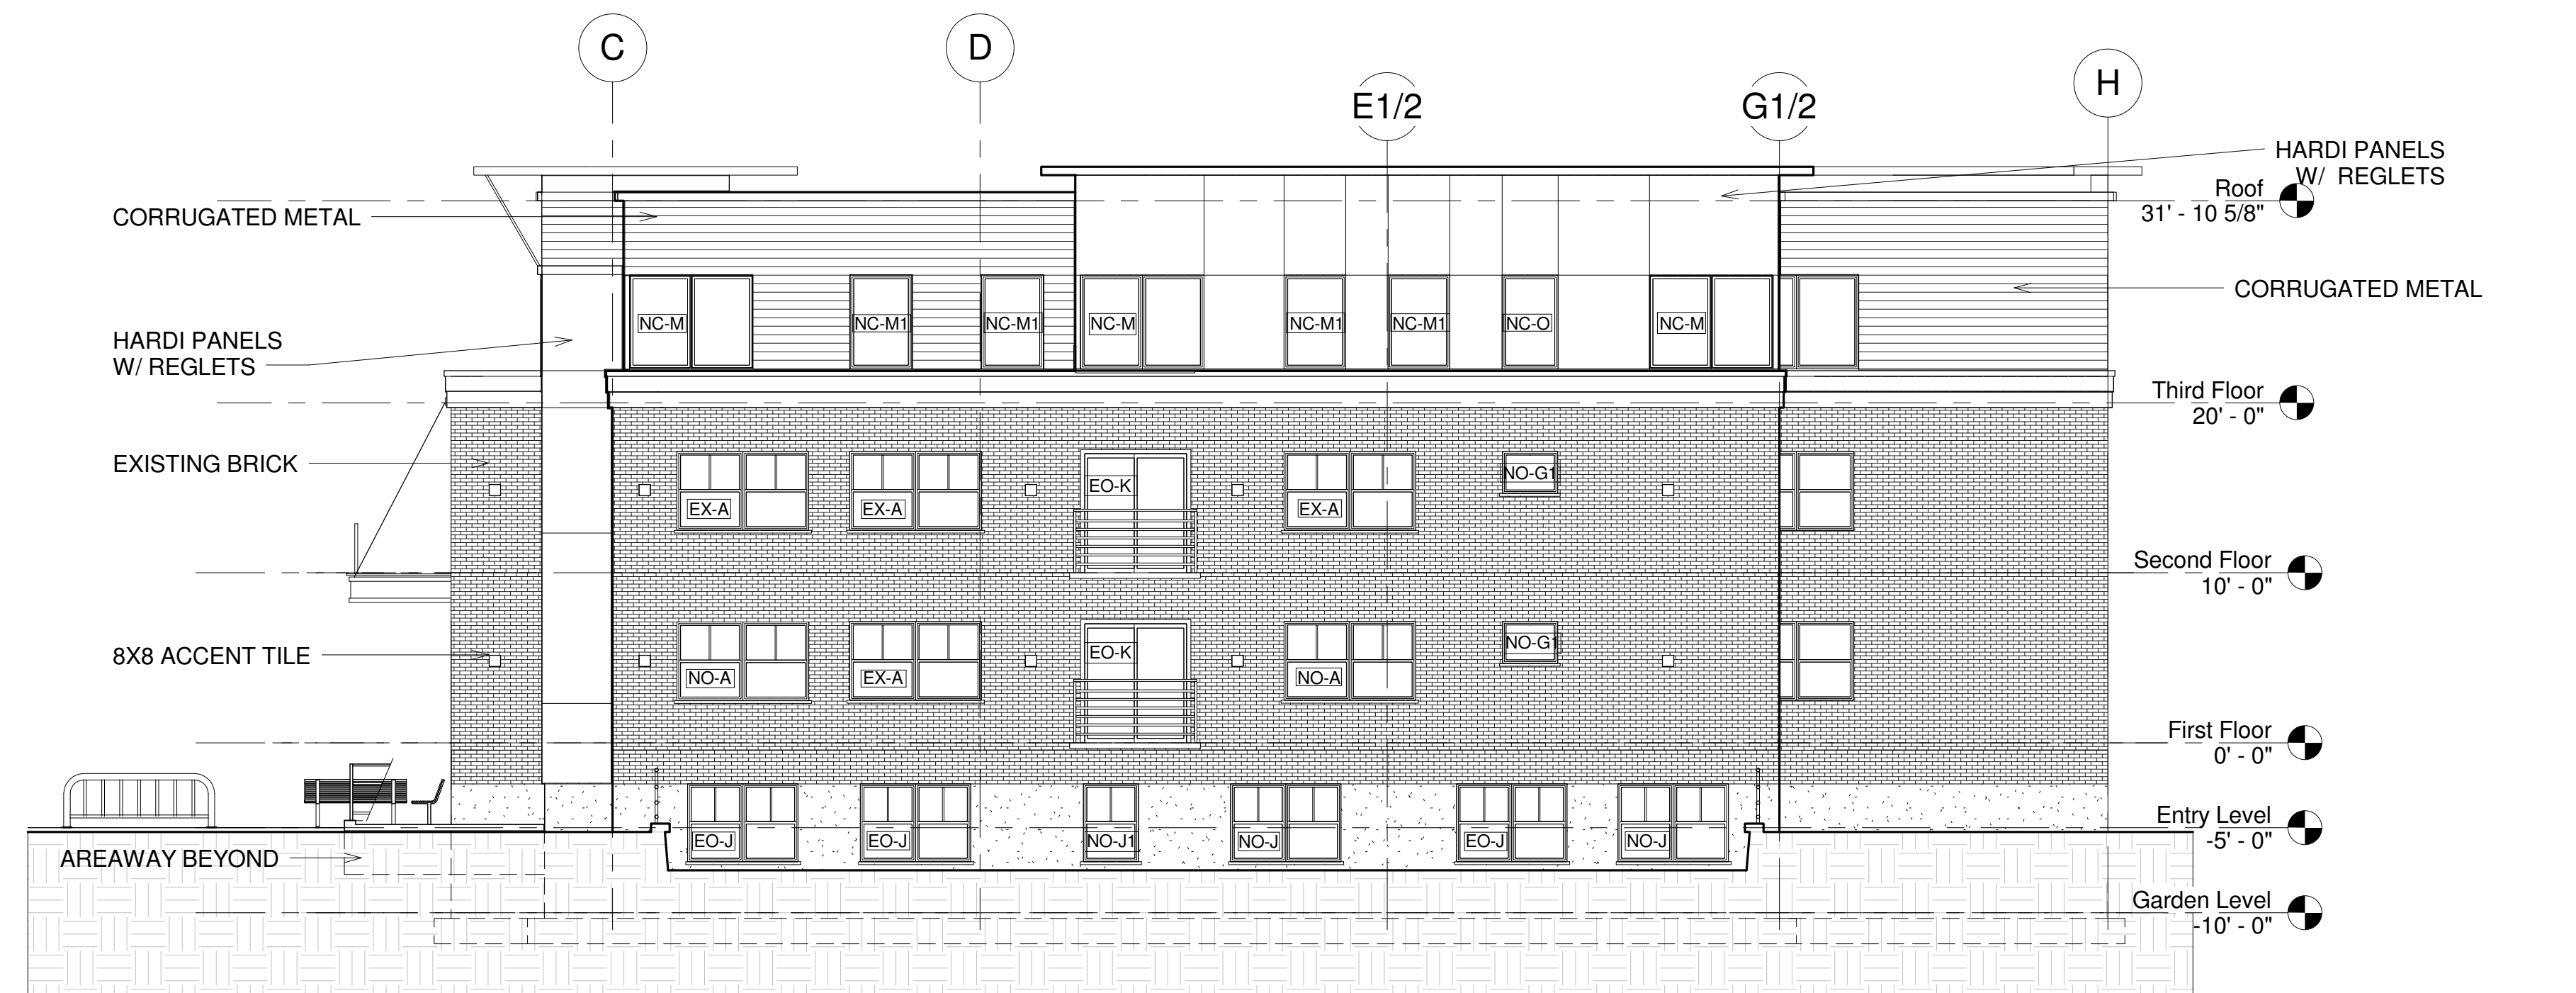 C
D
E1/2
G1/2
H
HARDI PANELS
W/ REGLETS
Roof
31' - 10 5/8"
CORRUGATED METAL
CORRUGATED METAL
HARDI PANELS
W/ REGLETS
NC-M
NC-M1
NC-M1
NC-M
NC-M1
NC-M1
NC-O
NC-M
Third Floor
20' - 0"
EXISTING BRICK
EX-A
EX-A
EO-K
EX-A
NO-G1
Second Floor
10' - 0"
8X8 ACCENT TILE
NO-A
EX-A
EO-K
NO-A
NO-G1
First Floor
0' - 0"
Entry Level
-5' - 0"
EO-J
EO-J
NO-J1
NO-J
EO-J
NO-J
AREAWAY BEYOND
Garden Level
-10' - 0"